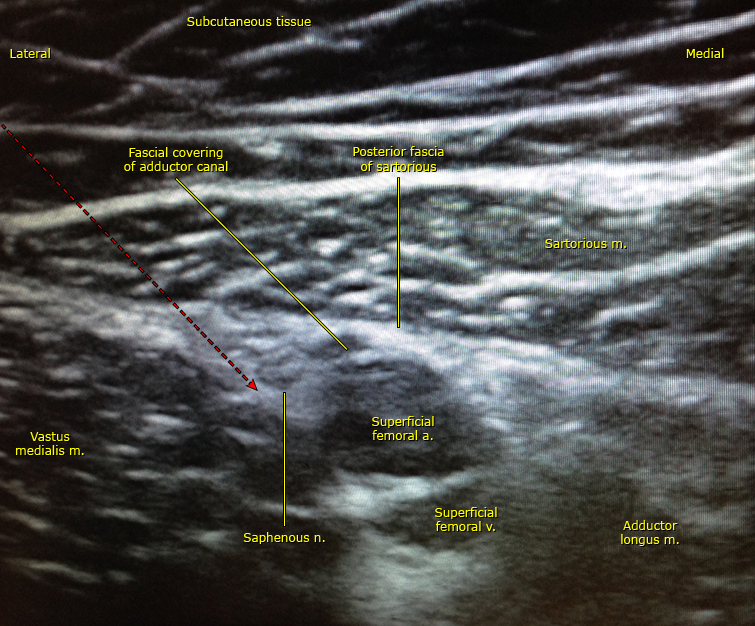 Subcutaneous tissue
Lateral
Medial
Fascial covering
of adductor canal
Posterior fascia
of sartorious
Sartorious m.
Superficial
femoral a.
Vastus
medialis m.
Superficial
femoral v.
Saphenous n.
Adductor
longus m.